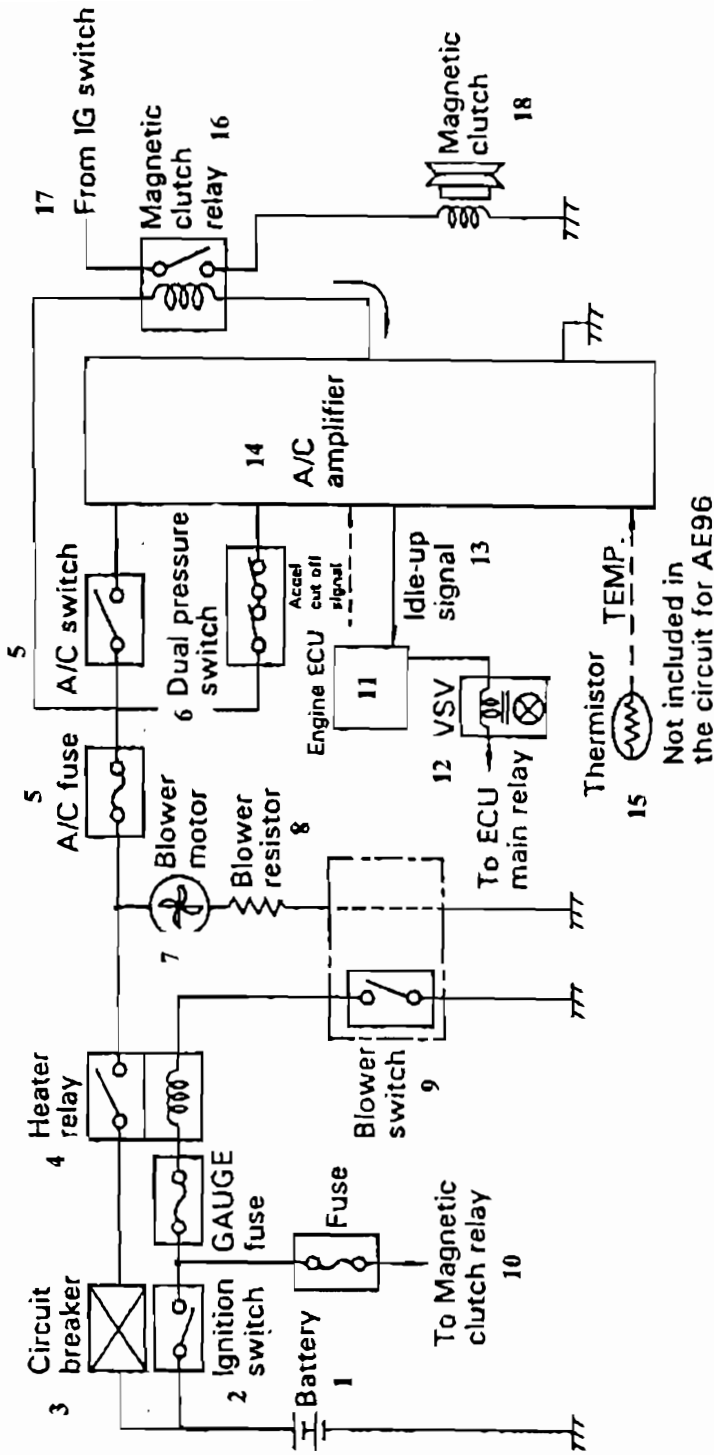 Circuit
breaker
3
Ignition
switch
2
Battery
1
Heater
relay
4
GAUGE
fuse
Fuse
To Magnetic
clutch relay
10
A/C fuse
5
Blower
motor
7
Blower
resistor
8
Blower
switch
9
A/C switch
5
6 Dual pressure
switch
Accel
cut off
signal
Engine ECU
11
Idle-up
signal
13
12 VSV
To ECU
main relay
Thermistor
15
TEMP.
Not included in
the circuit for AE96
14
A/C
amplifier
17
From IG switch
Magnetic
clutch
relay
16
Magnetic
clutch
18